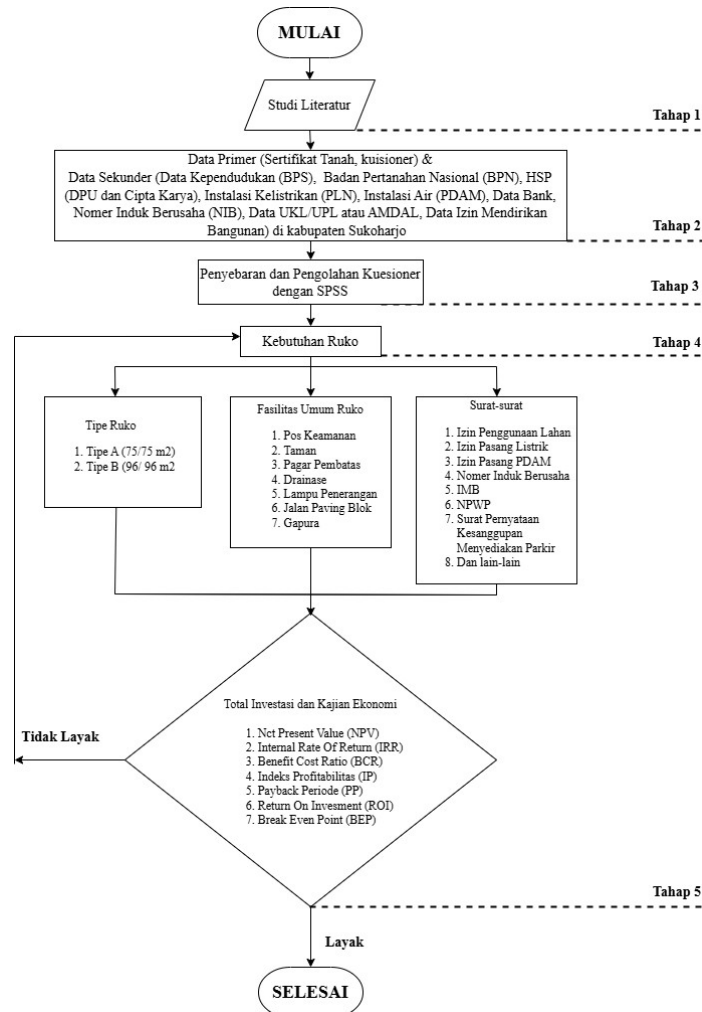 MULAI
Studi Literatur
Tahap 1
Data Primer (Sertifikat Tanah, kuisioner) &
Data Sekunder (Data Kependudukan (BPS), Badan Pertanahan Nasional (BPN), HSP
(DPU dan Cipta Karya), Instalasi Kelistrikan (PLN), Instalasi Air (PDAM), Data Bank,
Nomer Induk Berusaha (NIB), Data UKL/UPL atau AMDAL, Data Izin Mendirikan
Bangunan) di kabupaten Sukoharjo
Tahap 2
Penyebaran dan Pengolahan Kuesioner
dengan SPSS
Tahap 3
Kebutuhan Ruko
Tahap 4
Tipe Ruko
1. Tipe A (75/75 m2)
2. Tipe B (96/ 96 m2
Fasilitas Umum Ruko
1. Pos Keamanan
2. Taman
3. Pagar Pembatas
4. Drainase
5. Lampu Penerangan
6. Jalan Paving Blok
7. Gapura
Surat-surat
1. Izin Penggunaan Lahan
2. Izin Pasang Listrik
3. Izin Pasang PDAM
4. Nomer Induk Berusaha
5. IMB
6. NPWP
7. Surat Pernyataan
Kesanggupan
Menyediakan Parkir
8. Dan lain-lain
Total Investasi dan Kajian Ekonomi
1. Nct Present Value (NPV)
2. Internal Rate Of Return (IRR)
3. Benefit Cost Ratio (BCR)
4. Indeks Profitabilitas (IP)
5. Payback Periode (PP)
6. Return On Invesment (ROI)
7. Break Even Point (BEP)
Tidak Layak
Tahap 5
Layak
SELESAI